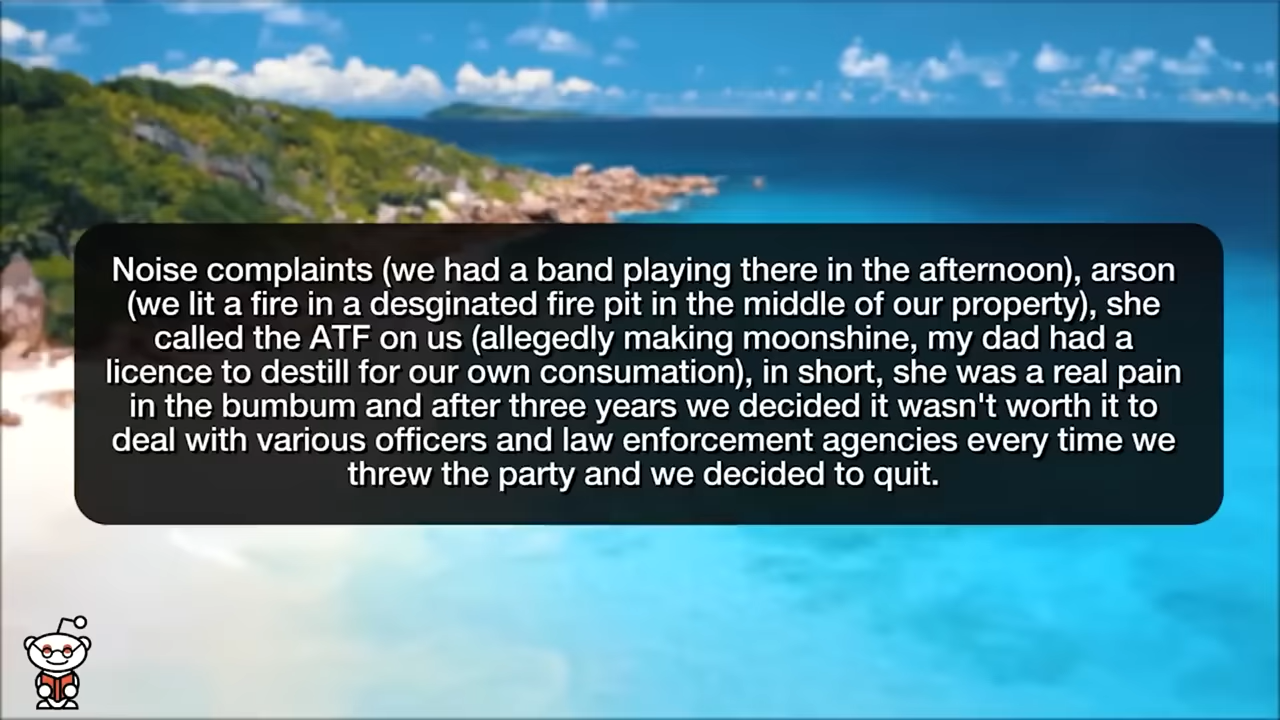 Noise complaints (we had a band playing there in the afternoon), arson
(we lit a fire in a desginated fire pit in the middle of our property), she
called the ATF on us (allegedly making moonshine, my dad had a
licence to destill for our own consumation), in short, she was a real pain
in the bumbum and after three years we decided it wasn't worth it to
deal with various officers and law enforcement agencies every time we
threw the party and we decided to quit.